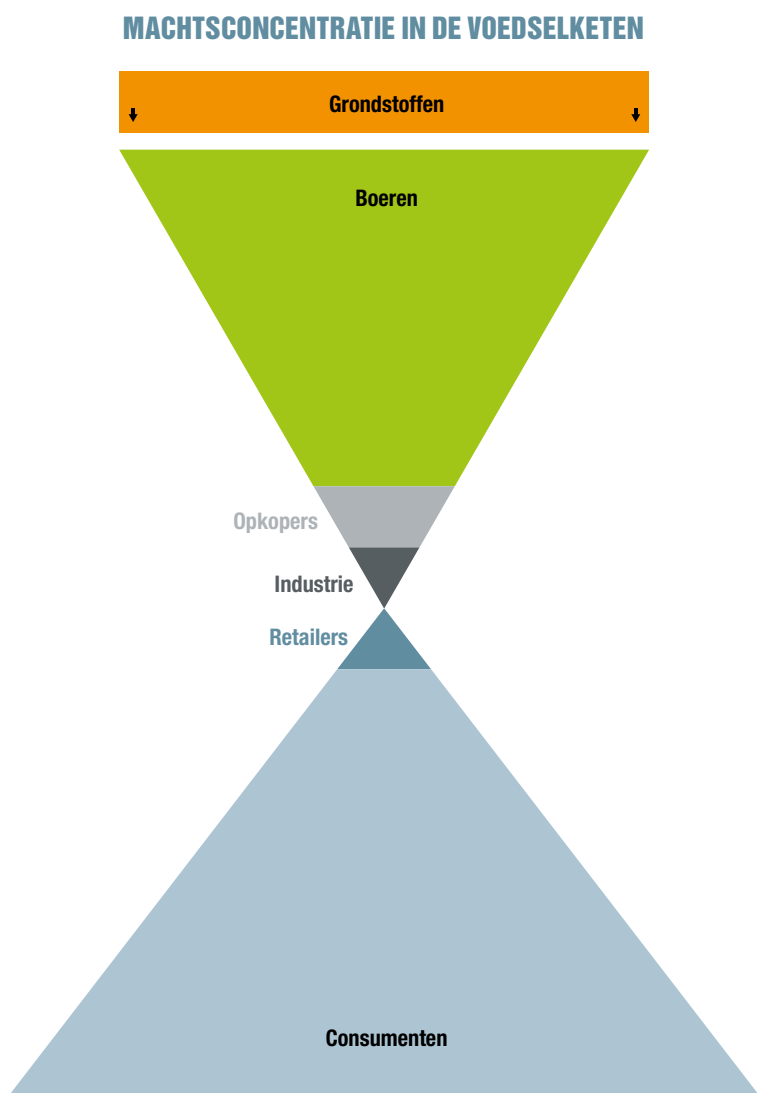 MACHTSCONCENTRATIE IN DE VOEDSELKETEN
Grondstoffen
Boeren
Opkopers
Industrie
Retailers
Consumenten